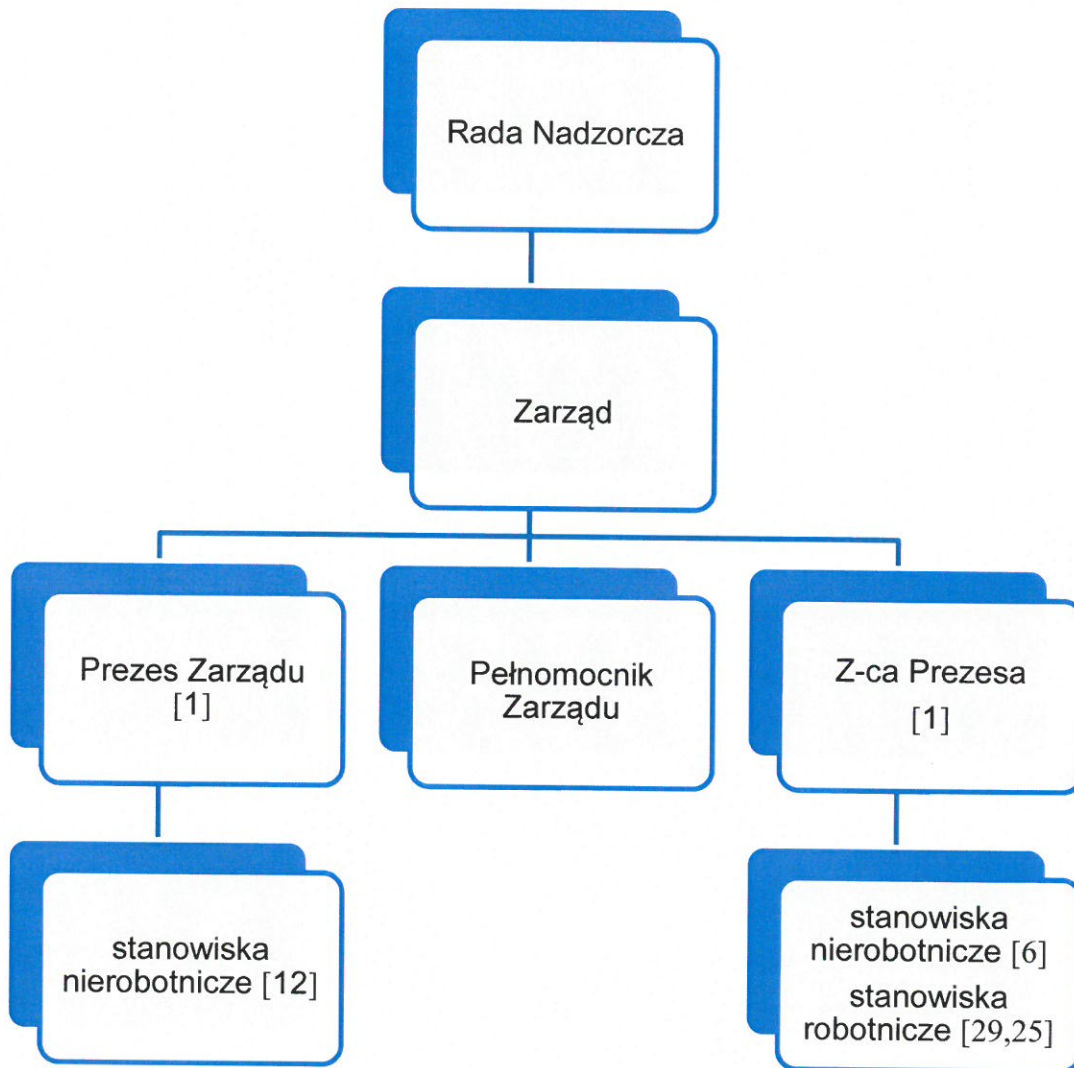 Rada Nadzorcza
Zarząd
Prezes Zarządu
[1]
Pełnomocnik
Zarządu
Z-ca Prezesa
[1]
stanowiska
nierobotnicze [12]
stanowiska
nierobotnicze [6]
stanowiska
robotnicze [29,25]